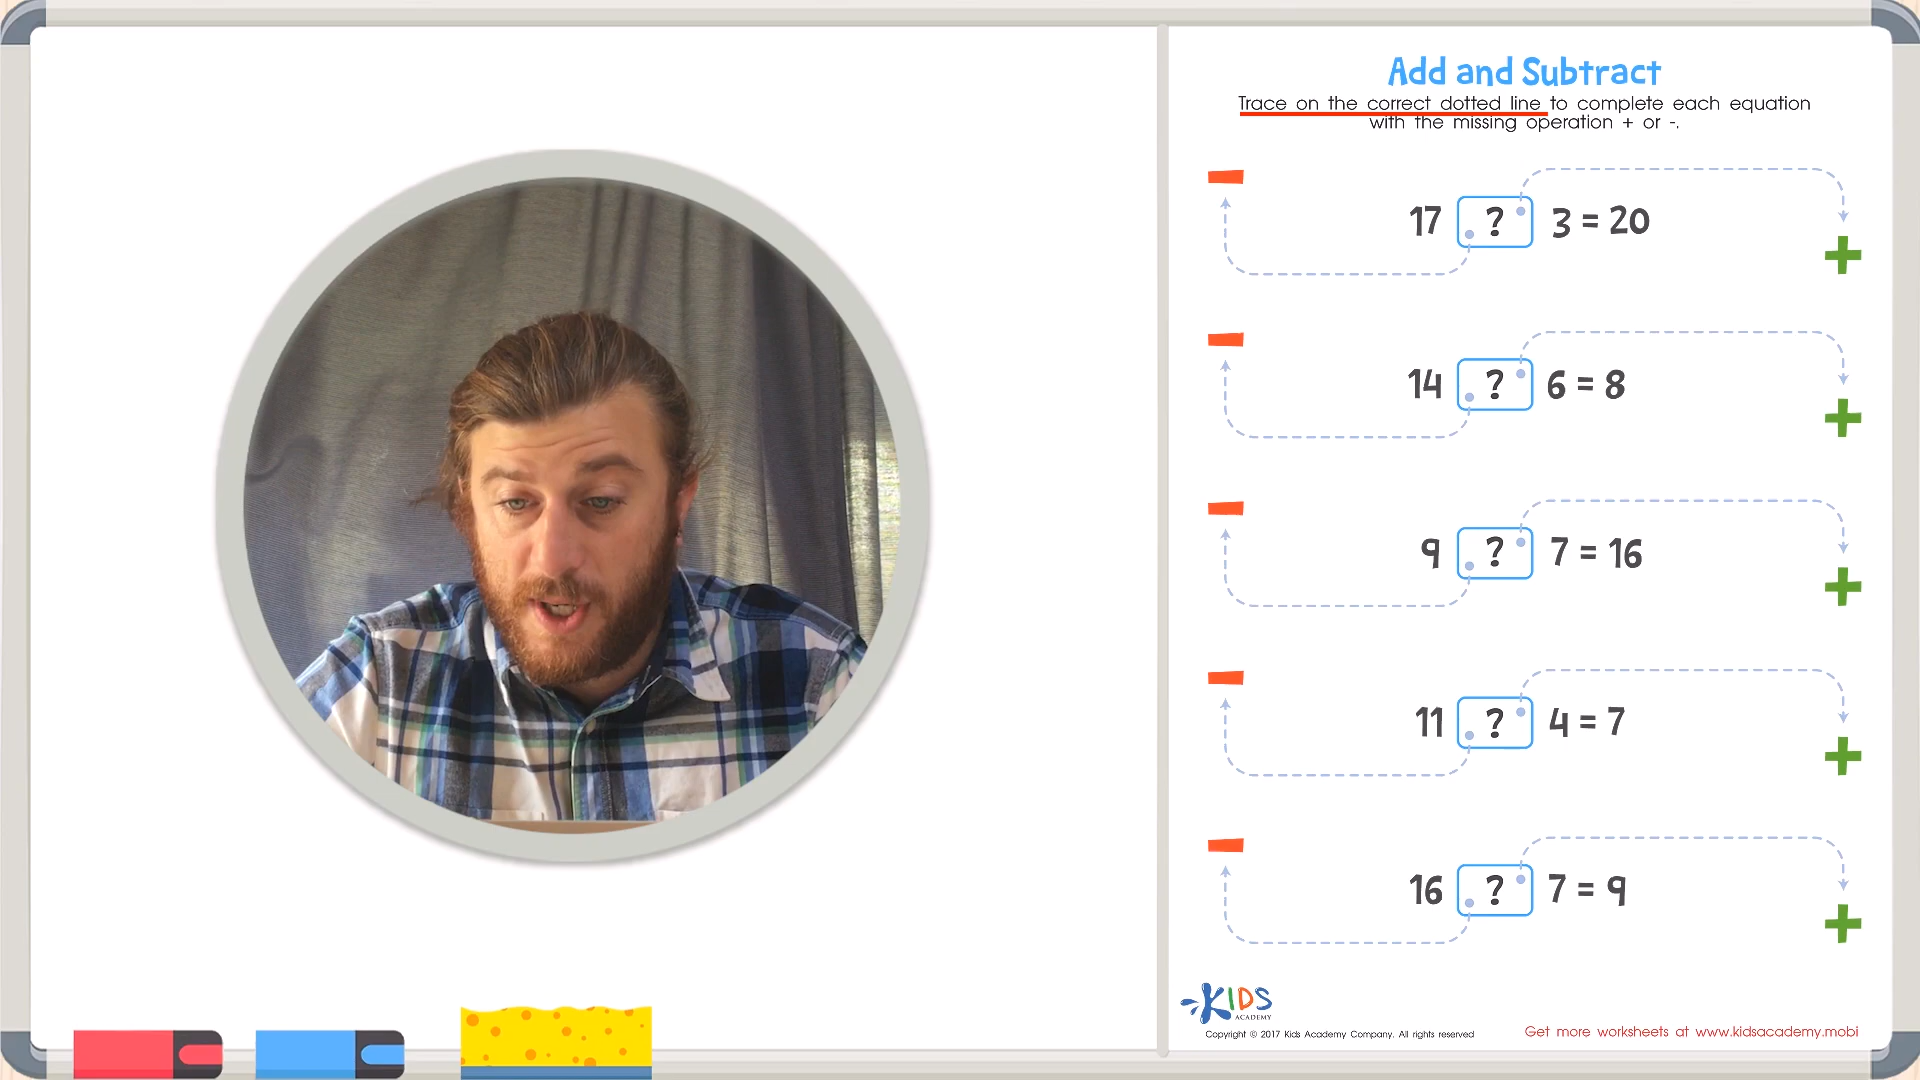 Add and Subtract
Trace on the correct dotted line to complete each equation
with the missing operation + or -.
17 ? 3 = 20
14 ? 6 = 8
9 ? 7 = 16
11 ? 4 = 7
16 ? 7 = 9
KIDS
ACADEMY
Copyright © 2017 Kids Academy Company. All rights reserved
Get more worksheets at www.kidsacademy.mobi